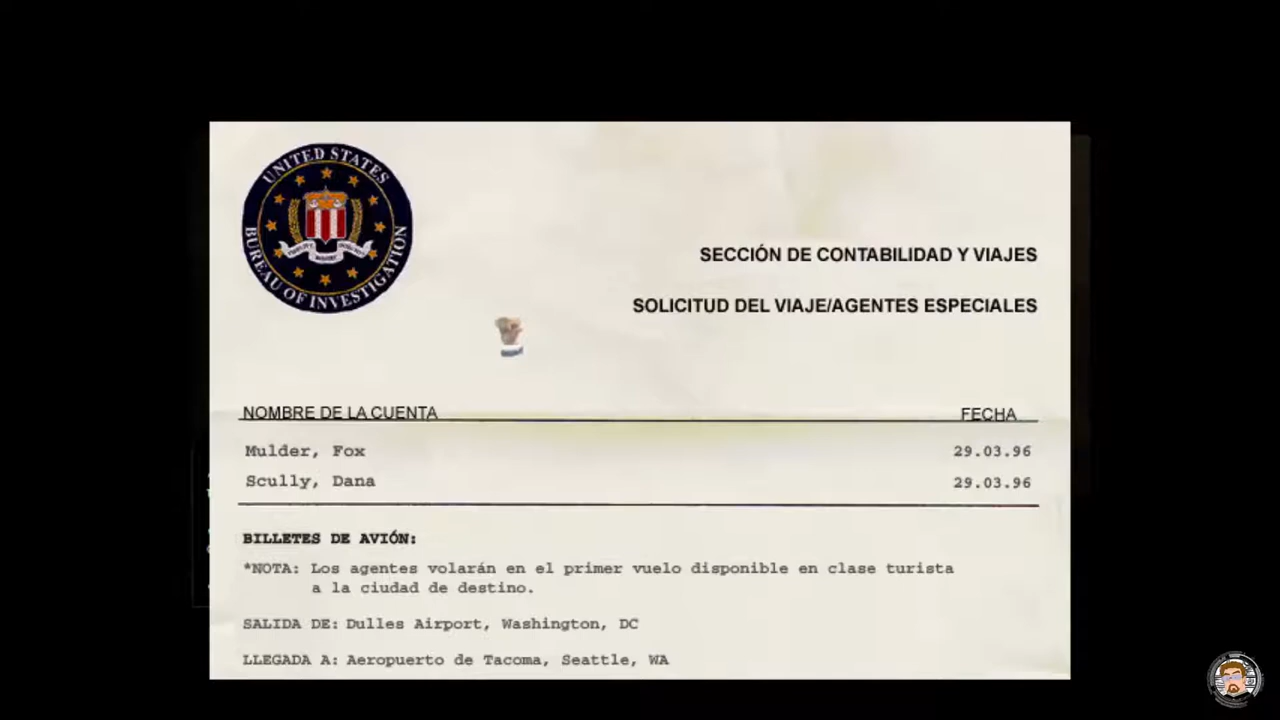 UNITED STATES
BUREAU OF INVESTIGATION
SECCIÓN DE CONTABILIDAD Y VIAJES
SOLICITUD DEL VIAJE/AGENTES ESPECIALES
NOMBRE DE LA CUENTA FECHA
Mulder, Fox 29.03.96
Scully, Dana 29.03.96
BILLETES DE AVIÓN:
*NOTA: Los agentes volarán en el primer vuelo disponible en clase turista
a la ciudad de destino.
SALIDA DE: Dulles Airport, Washington, DC
LLEGADA A: Aeropuerto de Tacoma, Seattle, WA